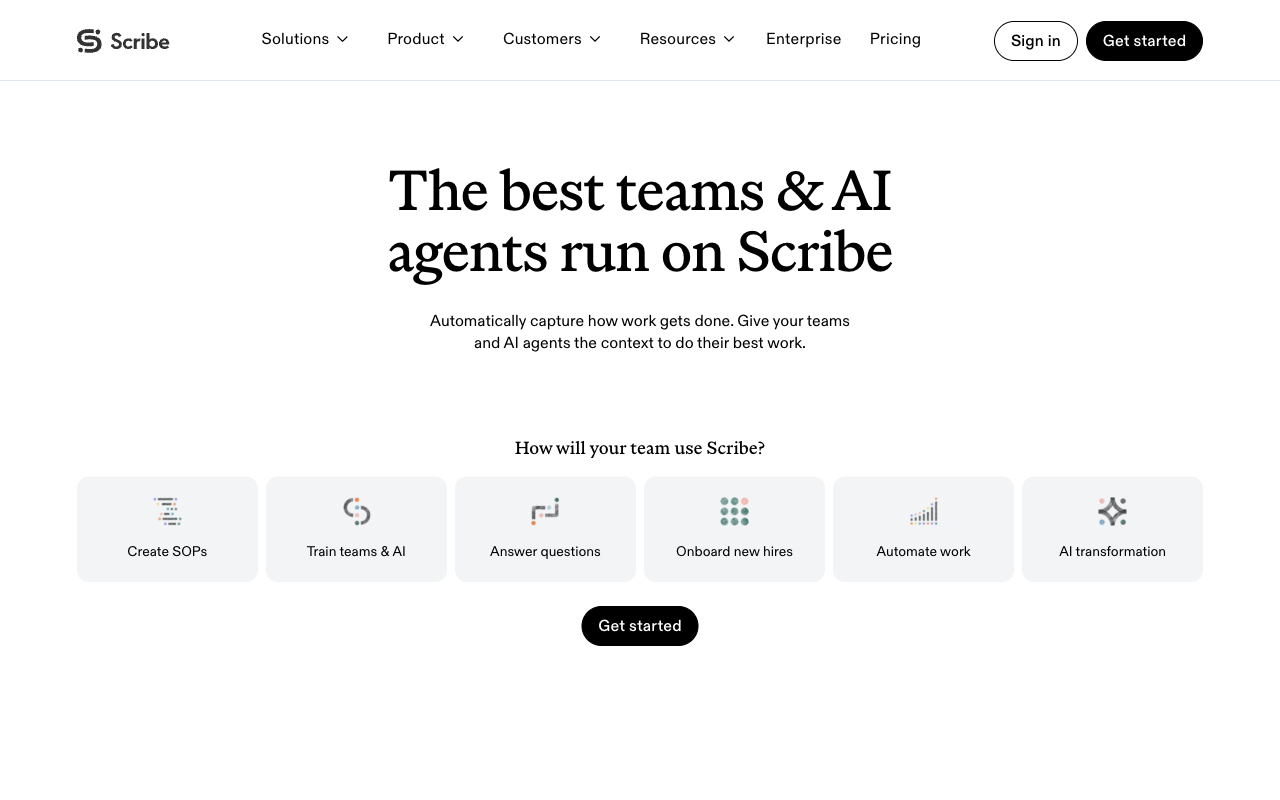 Scribe
Solutions
Product
Customers
Resources
Enterprise
Pricing
Sign in
Get started
The best teams & AI
agents run on Scribe
Automatically capture how work gets done. Give your teams
and AI agents the context to do their best work.
How will your team use Scribe?
Create SOPs
Train teams & AI
Answer questions
Onboard new hires
Automate work
AI transformation
Get started